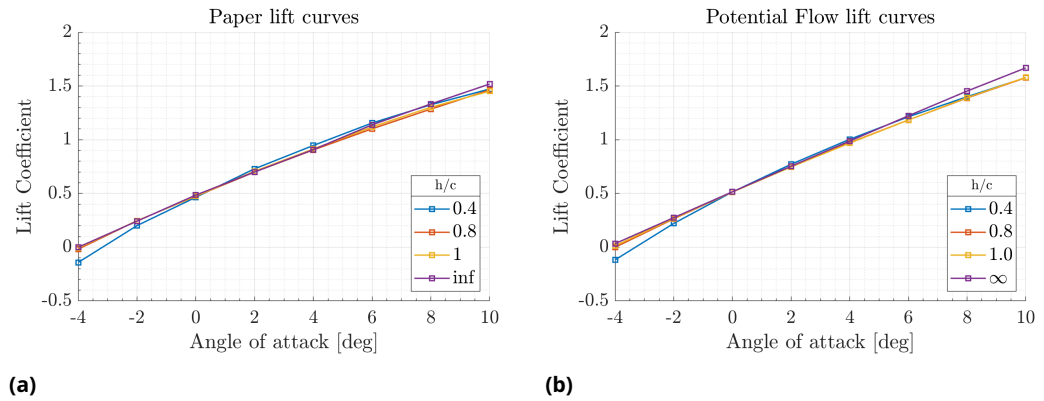 Paper lift curves
2
1.5
1
0.5
0
-0.5
Lift Coefficient
-4 -2 0 2 4 6 8 10
Angle of attack [deg]
h/c
0.4
0.8
1
inf
(a)
Potential Flow lift curves
2
1.5
1
0.5
0
-0.5
Lift Coefficient
-4 -2 0 2 4 6 8 10
Angle of attack [deg]
h/c
0.4
0.8
1.0
∞
(b)